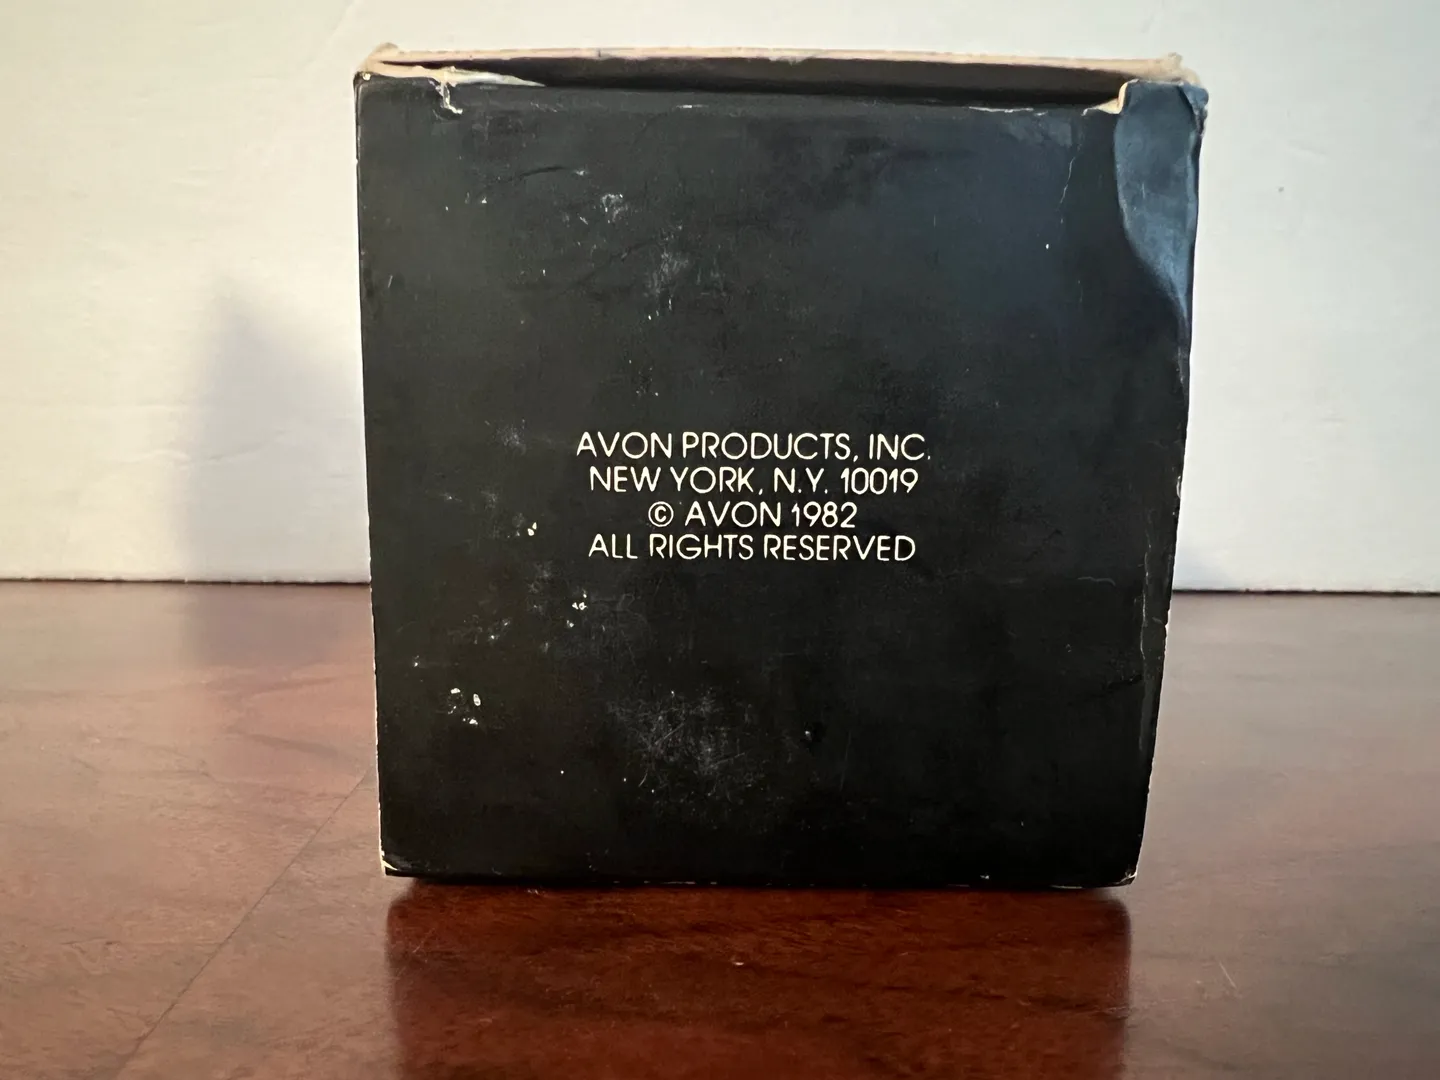 AVON PRODUCTS, INC.
NEW YORK, N.Y. 10019
© AVON 1982
ALL RIGHTS RESERVED